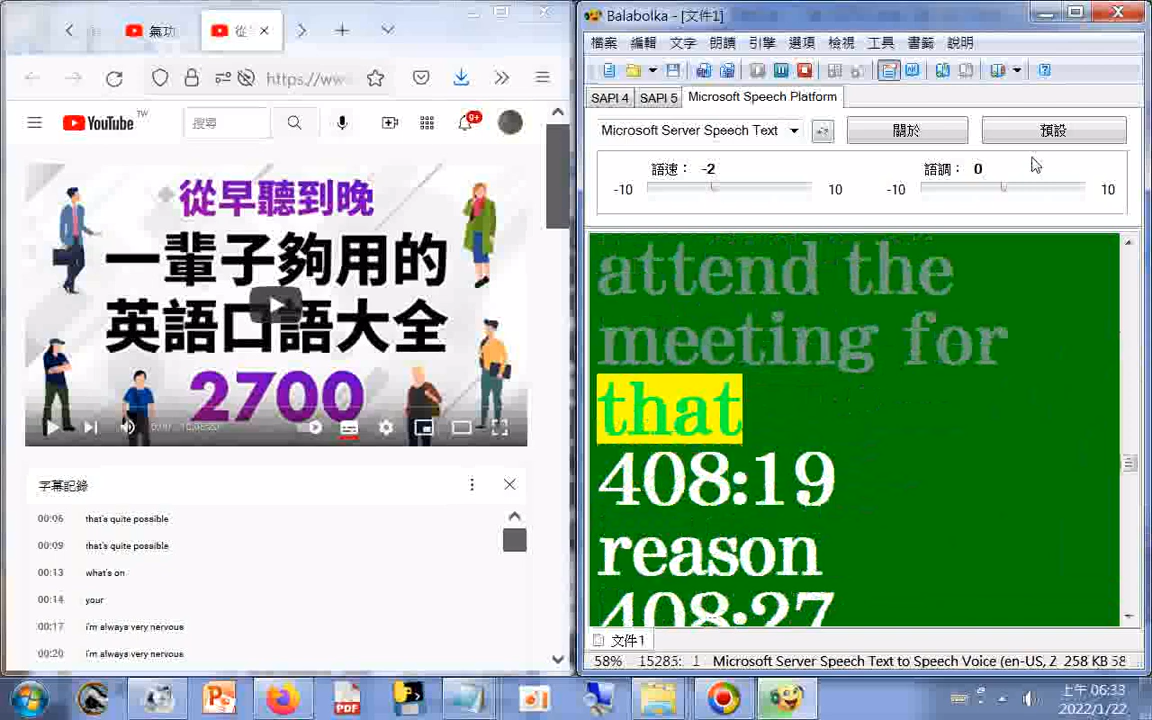 氣功
從
https://www
YouTube TW
搜尋
9+
從早聽到晚
一輩子夠用的
英語口語大全
2700
字幕記錄
00:06 that's quite possible
00:09 that's quite possible
00:13 what's on
00:14 your
00:17 i'm always very nervous
00:20 i'm always very nervous
Balabolka - [文件1]
檔案 編輯 文字 朗讀 引擎 選項 檢視 工具 書籤 說明
SAPI 4 SAPI 5 Microsoft Speech Platform
Microsoft Server Speech Text
關於
預設
語速： -2
語調： 0
-10 10 -10 10
attend the
meeting for
that
408:19
reason
408:27
文件1
58% 15285: 1 Microsoft Server Speech Text to Speech Voice (en-US, 2 258 KB 58
PDF
上午 06:33
2022/1/22